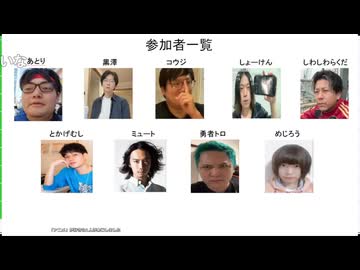 参加者一覧
いな
あとり
黒澤
コウジ
しょーけん
しわしわらくだ
とかげむし
ミュート
勇者トロ
めじろう